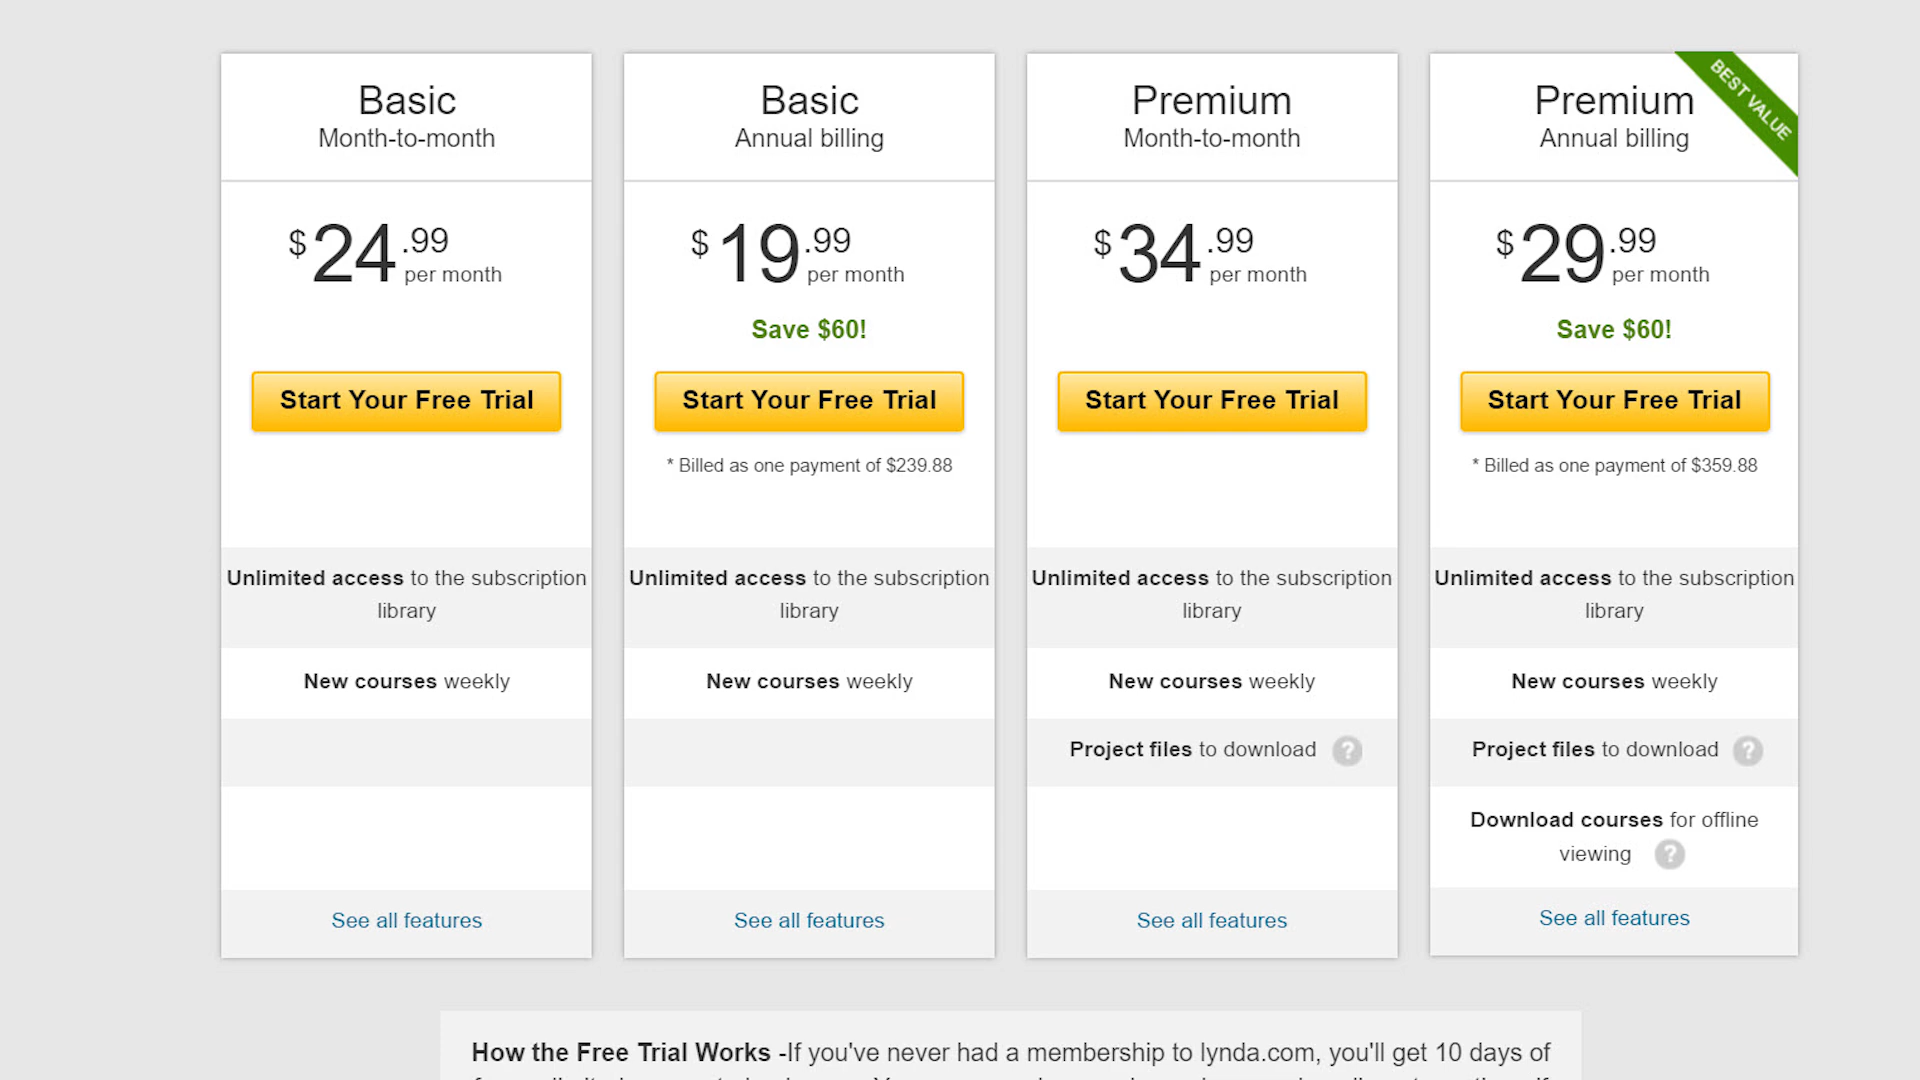 Basic
Month-to-month
$24.99
per month
Start Your Free Trial
Unlimited access to the subscription
library
New courses weekly
See all features
Basic
Annual billing
$19.99
per month
Save $60!
Start Your Free Trial
* Billed as one payment of $239.88
Unlimited access to the subscription
library
New courses weekly
See all features
Premium
Month-to-month
$34.99
per month
Start Your Free Trial
Unlimited access to the subscription
library
New courses weekly
Project files to download ?
See all features
BEST VALUE
Premium
Annual billing
$29.99
per month
Save $60!
Start Your Free Trial
* Billed as one payment of $359.88
Unlimited access to the subscription
library
New courses weekly
Project files to download ?
Download courses for offline
viewing ?
See all features
How the Free Trial Works -If you've never had a membership to lynda.com, you'll get 10 days of